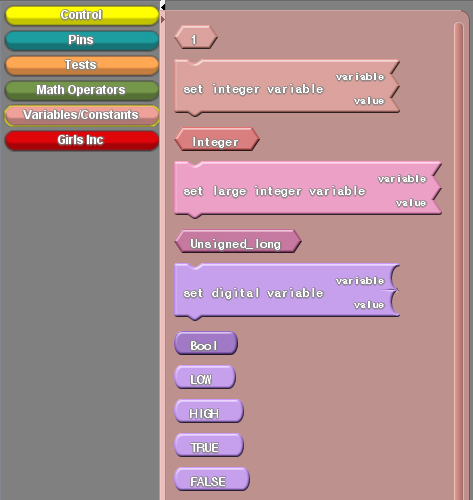 Control
Pins
Tests
Math Operators
Variables/Constants
Girls Inc
1
set integer variable
variable
value
Integer
set large integer variable
variable
value
Unsigned_long
set digital variable
variable
value
Bool
LOW
HIGH
TRUE
FALSE